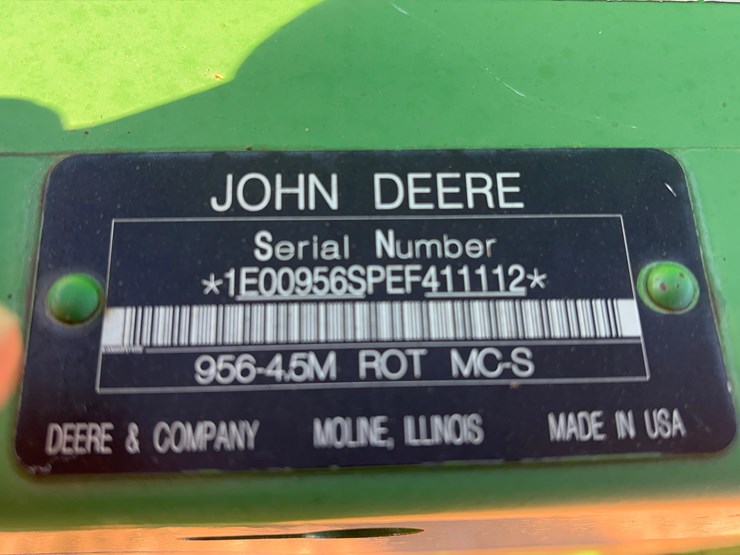 JOHN DEERE
Serial Number
*1E00956SPEF411112*
956-4.5M ROT MC-S
DEERE & COMPANY MOLINE, ILLINOIS MADE IN USA